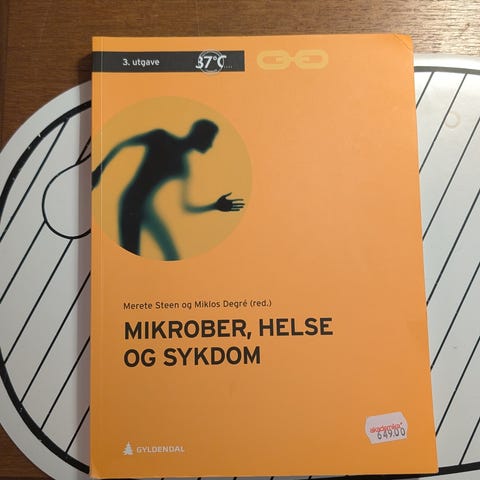 3. utgave
37°C
Merete Steen og Miklos Degré (red.)
MIKROBER, HELSE
OG SYKDOM
akademika
649.00
GYLDENDAL